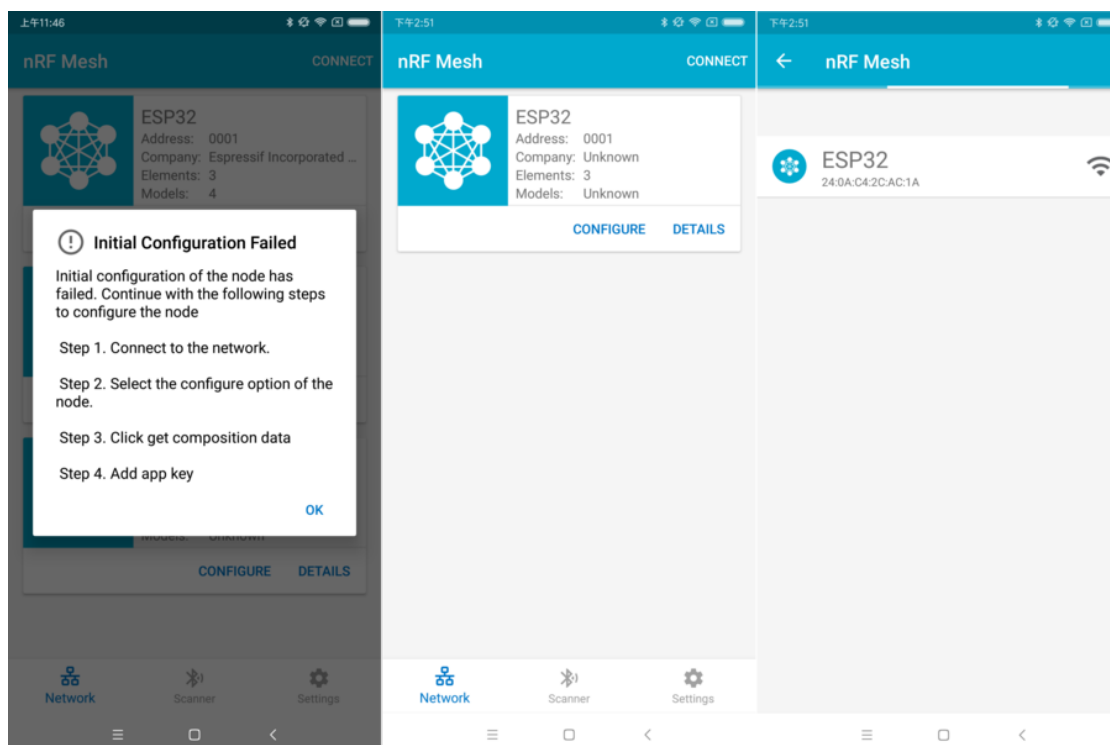 上午11:46
nRF Mesh
CONNECT
ESP32
Address: 0001
Company: Espressif Incorporated ...
Elements: 3
Models: 4
Initial Configuration Failed
Initial configuration of the node has
failed. Continue with the following steps
to configure the node
Step 1. Connect to the network.
Step 2. Select the configure option of the
node.
Step 3. Click get composition data
Step 4. Add app key
OK
Models: Unknown
CONFIGURE DETAILS
Network Scanner Settings
下午2:51
nRF Mesh
CONNECT
ESP32
Address: 0001
Company: Unknown
Elements: 3
Models: Unknown
CONFIGURE DETAILS
Network Scanner Settings
下午2:51
nRF Mesh
ESP32
24:0A:C4:2C:AC:1A